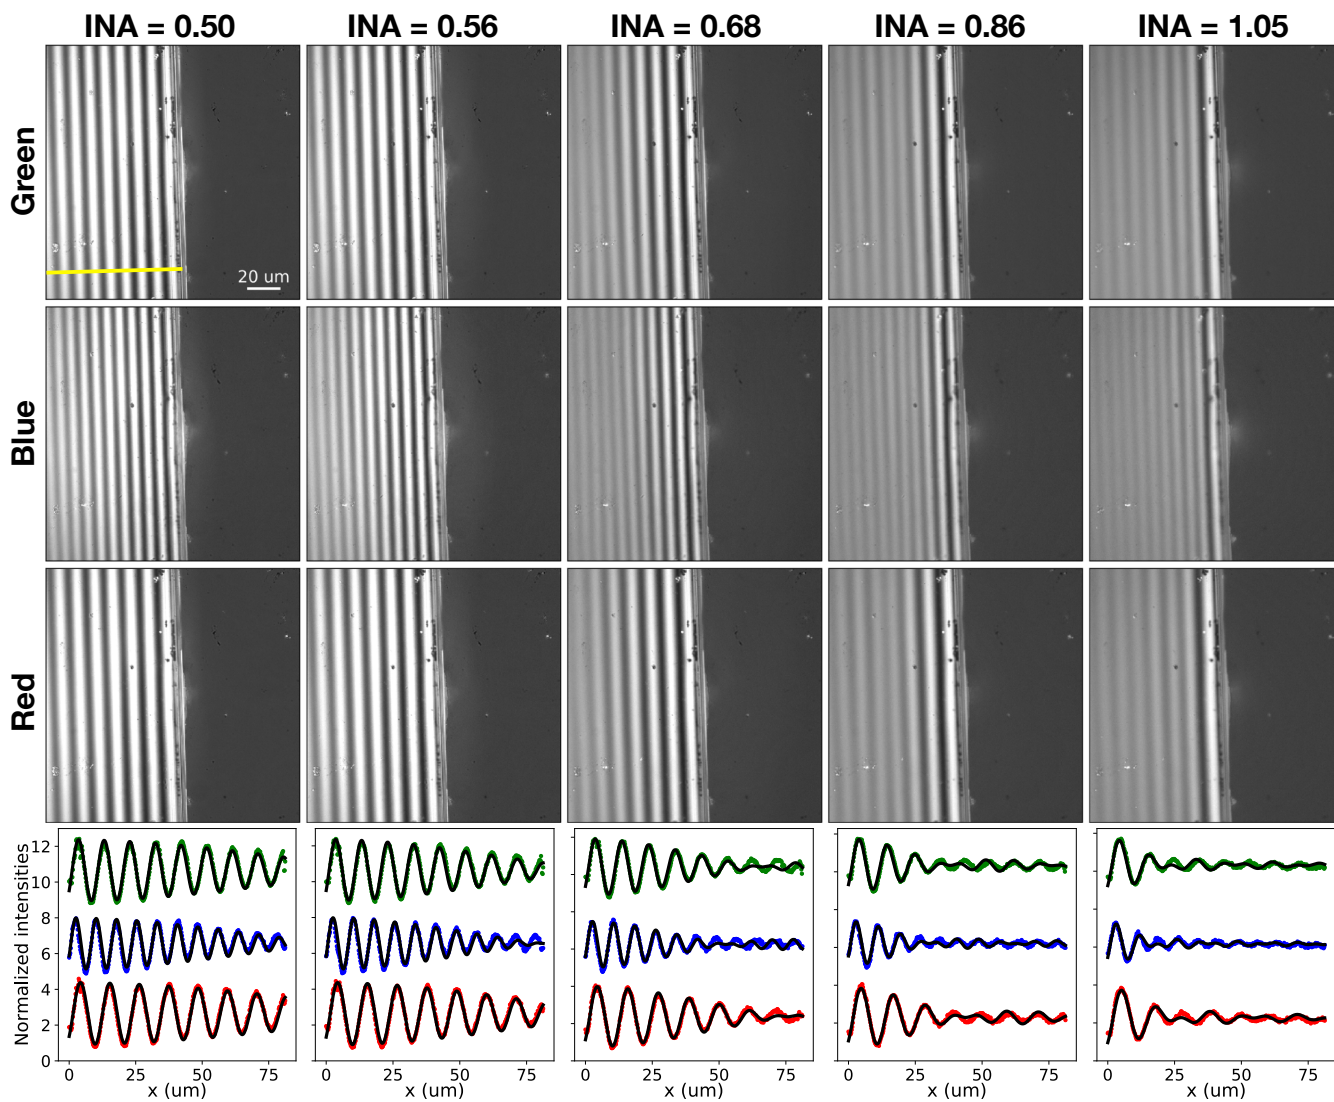 INA = 0.50 INA = 0.56 INA = 0.68 INA = 0.86 INA = 1.05
Green
20 um
Blue
Red
Normalized intensities
12
10
8
6
4
2
0
0 25 50 75 0 25 50 75 0 25 50 75 0 25 50 75 0 25 50 75
x (um) x (um) x (um) x (um) x (um)